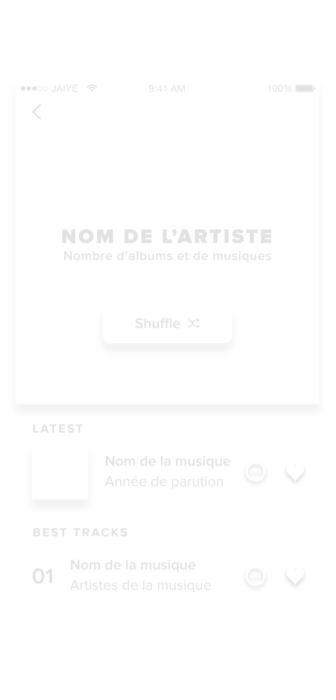 JAIYE 9:41 AM 100%
NOM DE L'ARTISTE
Nombre d'albums et de musiques
Shuffle
LATEST
Nom de la musique
Année de parution
BEST TRACKS
01
Nom de la musique
Artistes de la musique